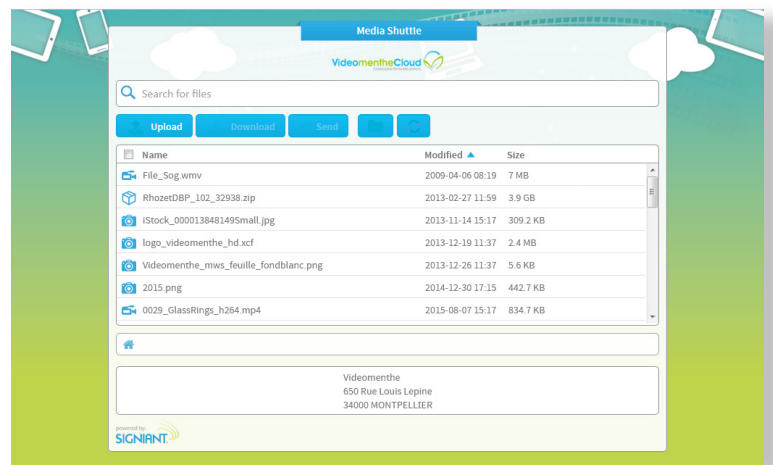 Media Shuttle
VideomentheCloud
Search for files
Upload Download Send
Name Modified Size
File_Sog.wmv 2009-04-06 08:19 7 MB
RhozetDBP_102_32938.zip 2013-02-27 11:59 3.9 GB
iStock_000013848149Small.jpg 2013-11-14 15:17 309.2 KB
logo_videomenthe_hd.xcf 2013-12-19 11:37 2.4 MB
Videomenthe_mws_feuille_fondblanc.png 2013-12-26 11:37 5.6 KB
2015.png 2014-12-30 17:15 442.7 KB
0029_GlassRings_h264.mp4 2015-08-07 15:17 834.7 KB
Videomenthe
650 Rue Louis Lepine
34000 MONTPELLIER
powered by:
SIGNIANT